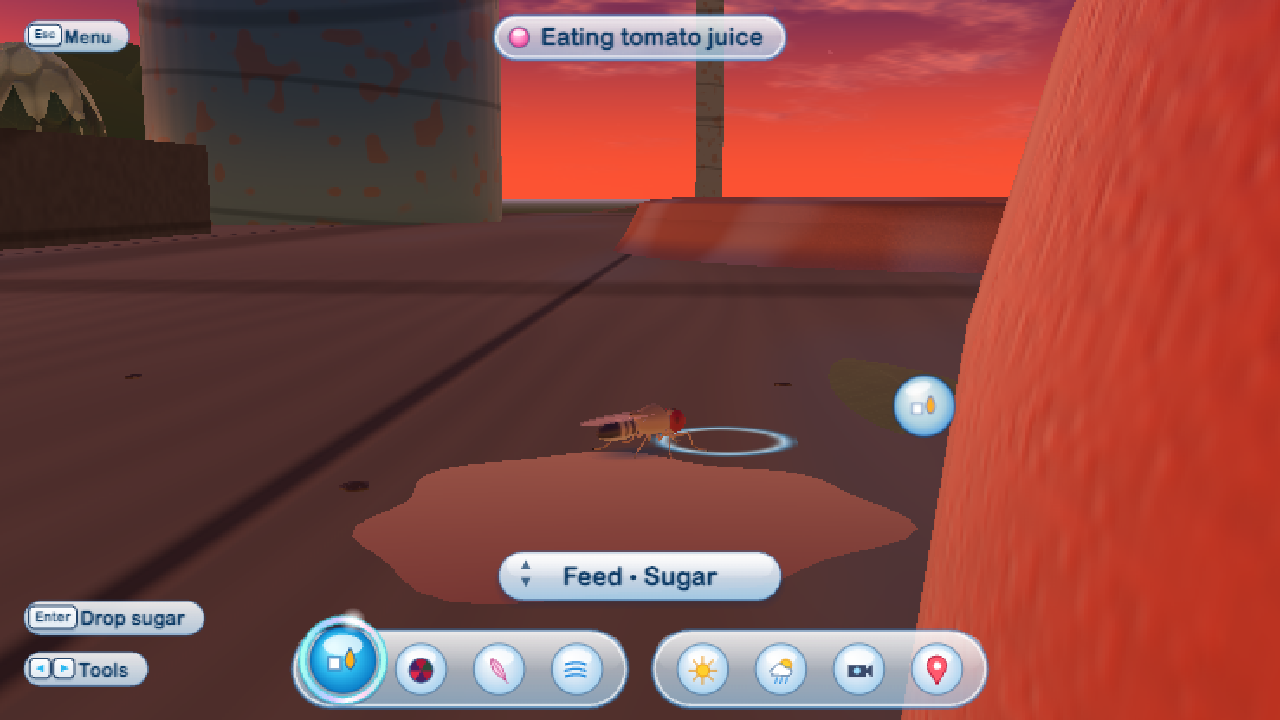 Esc Menu
Eating tomato juice
Feed • Sugar
Enter Drop sugar
Tools